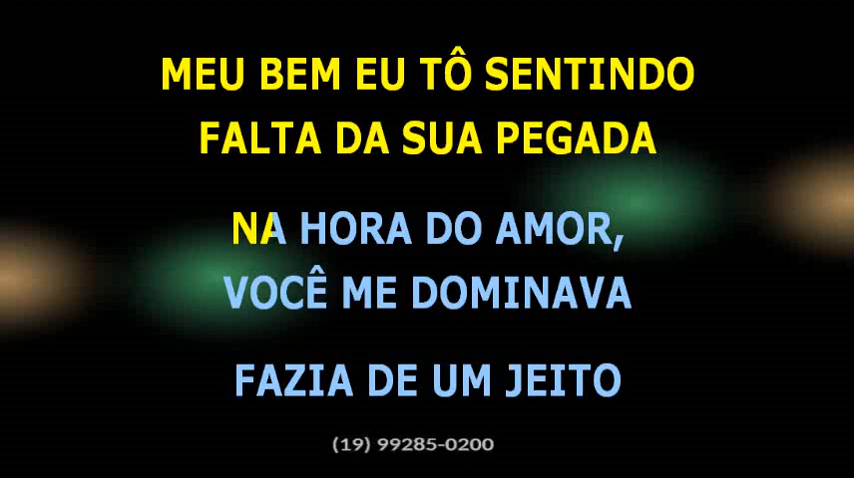 MEU BEM EU TÔ SENTINDO
FALTA DA SUA PEGADA
NA HORA DO AMOR,
VOCÊ ME DOMINAVA
FAZIA DE UM JEITO
(19) 99285-0200